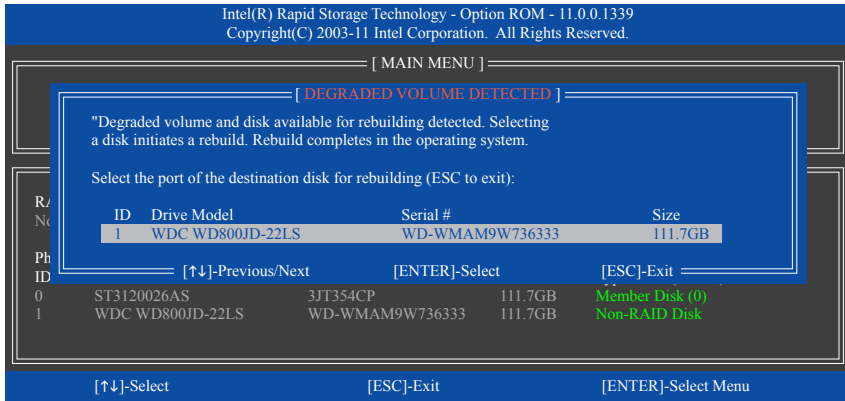 Intel(R) Rapid Storage Technology - Option ROM - 11.0.0.1339
Copyright(C) 2003-11 Intel Corporation. All Rights Reserved.
[ MAIN MENU ]
[ DEGRADED VOLUME DETECTED ]
"Degraded volume and disk available for rebuilding detected. Selecting
a disk initiates a rebuild. Rebuild completes in the operating system.
Select the port of the destination disk for rebuilding (ESC to exit):
ID Drive Model Serial # Size
1 WDC WD800JD-22LS WD-WMAM9W736333 111.7GB
[↑↓]-Previous/Next [ENTER]-Select [ESC]-Exit
ID
0 ST3120026AS 3JT354CP 111.7GB Member Disk (0)
1 WDC WD800JD-22LS WD-WMAM9W736333 111.7GB Non-RAID Disk
[↑↓]-Select [ESC]-Exit [ENTER]-Select Menu